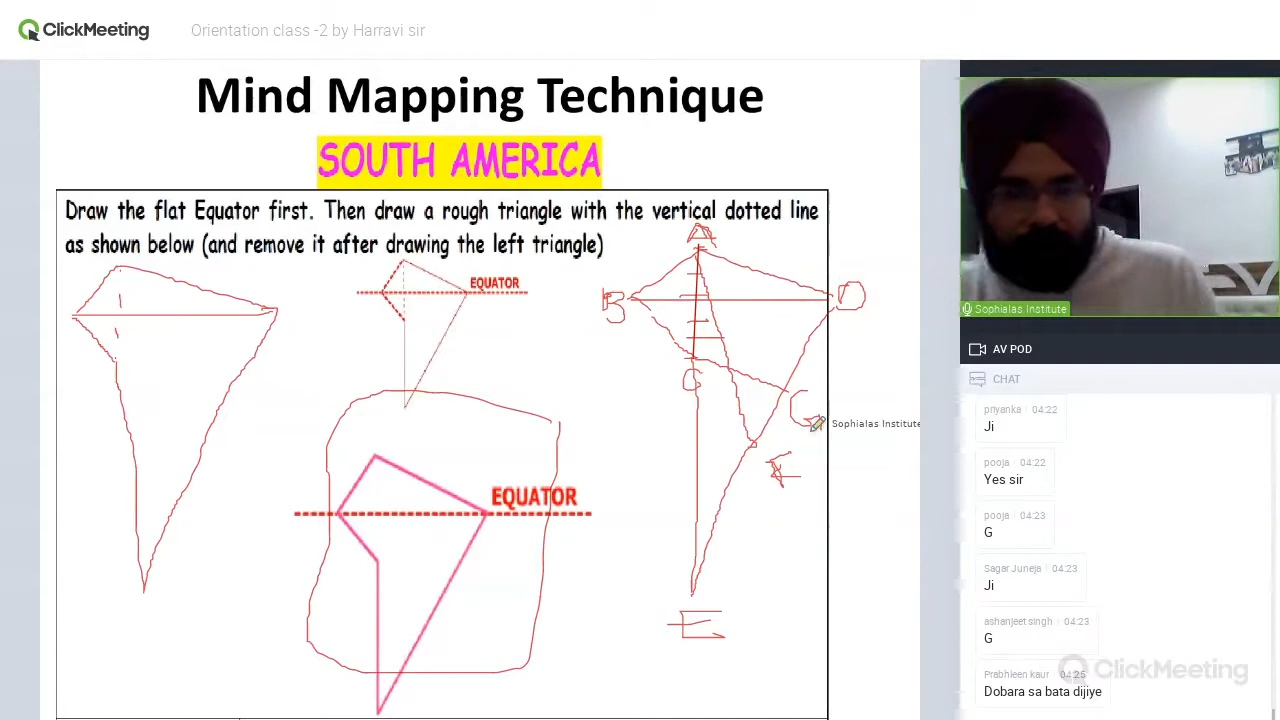 ClickMeeting
Orientation class -2 by Harravi sir
Mind Mapping Technique
SOUTH AMERICA
Draw the flat Equator first. Then draw a rough triangle with the vertical dotted line
as shown below (and remove it after drawing the left triangle)
EQUATOR
A
B
D
C
G
F
E
EQUATOR
Sophialas Institute
Sophialas Institute
AV POD
CHAT
priyanka 04:22
Ji
pooja 04:22
Yes sir
pooja 04:23
G
Sagar Juneja 04:23
Ji
ashanjeet singh 04:23
G
Prabhleen kaur 04:25
Dobara sa bata dijiye
ClickMeeting